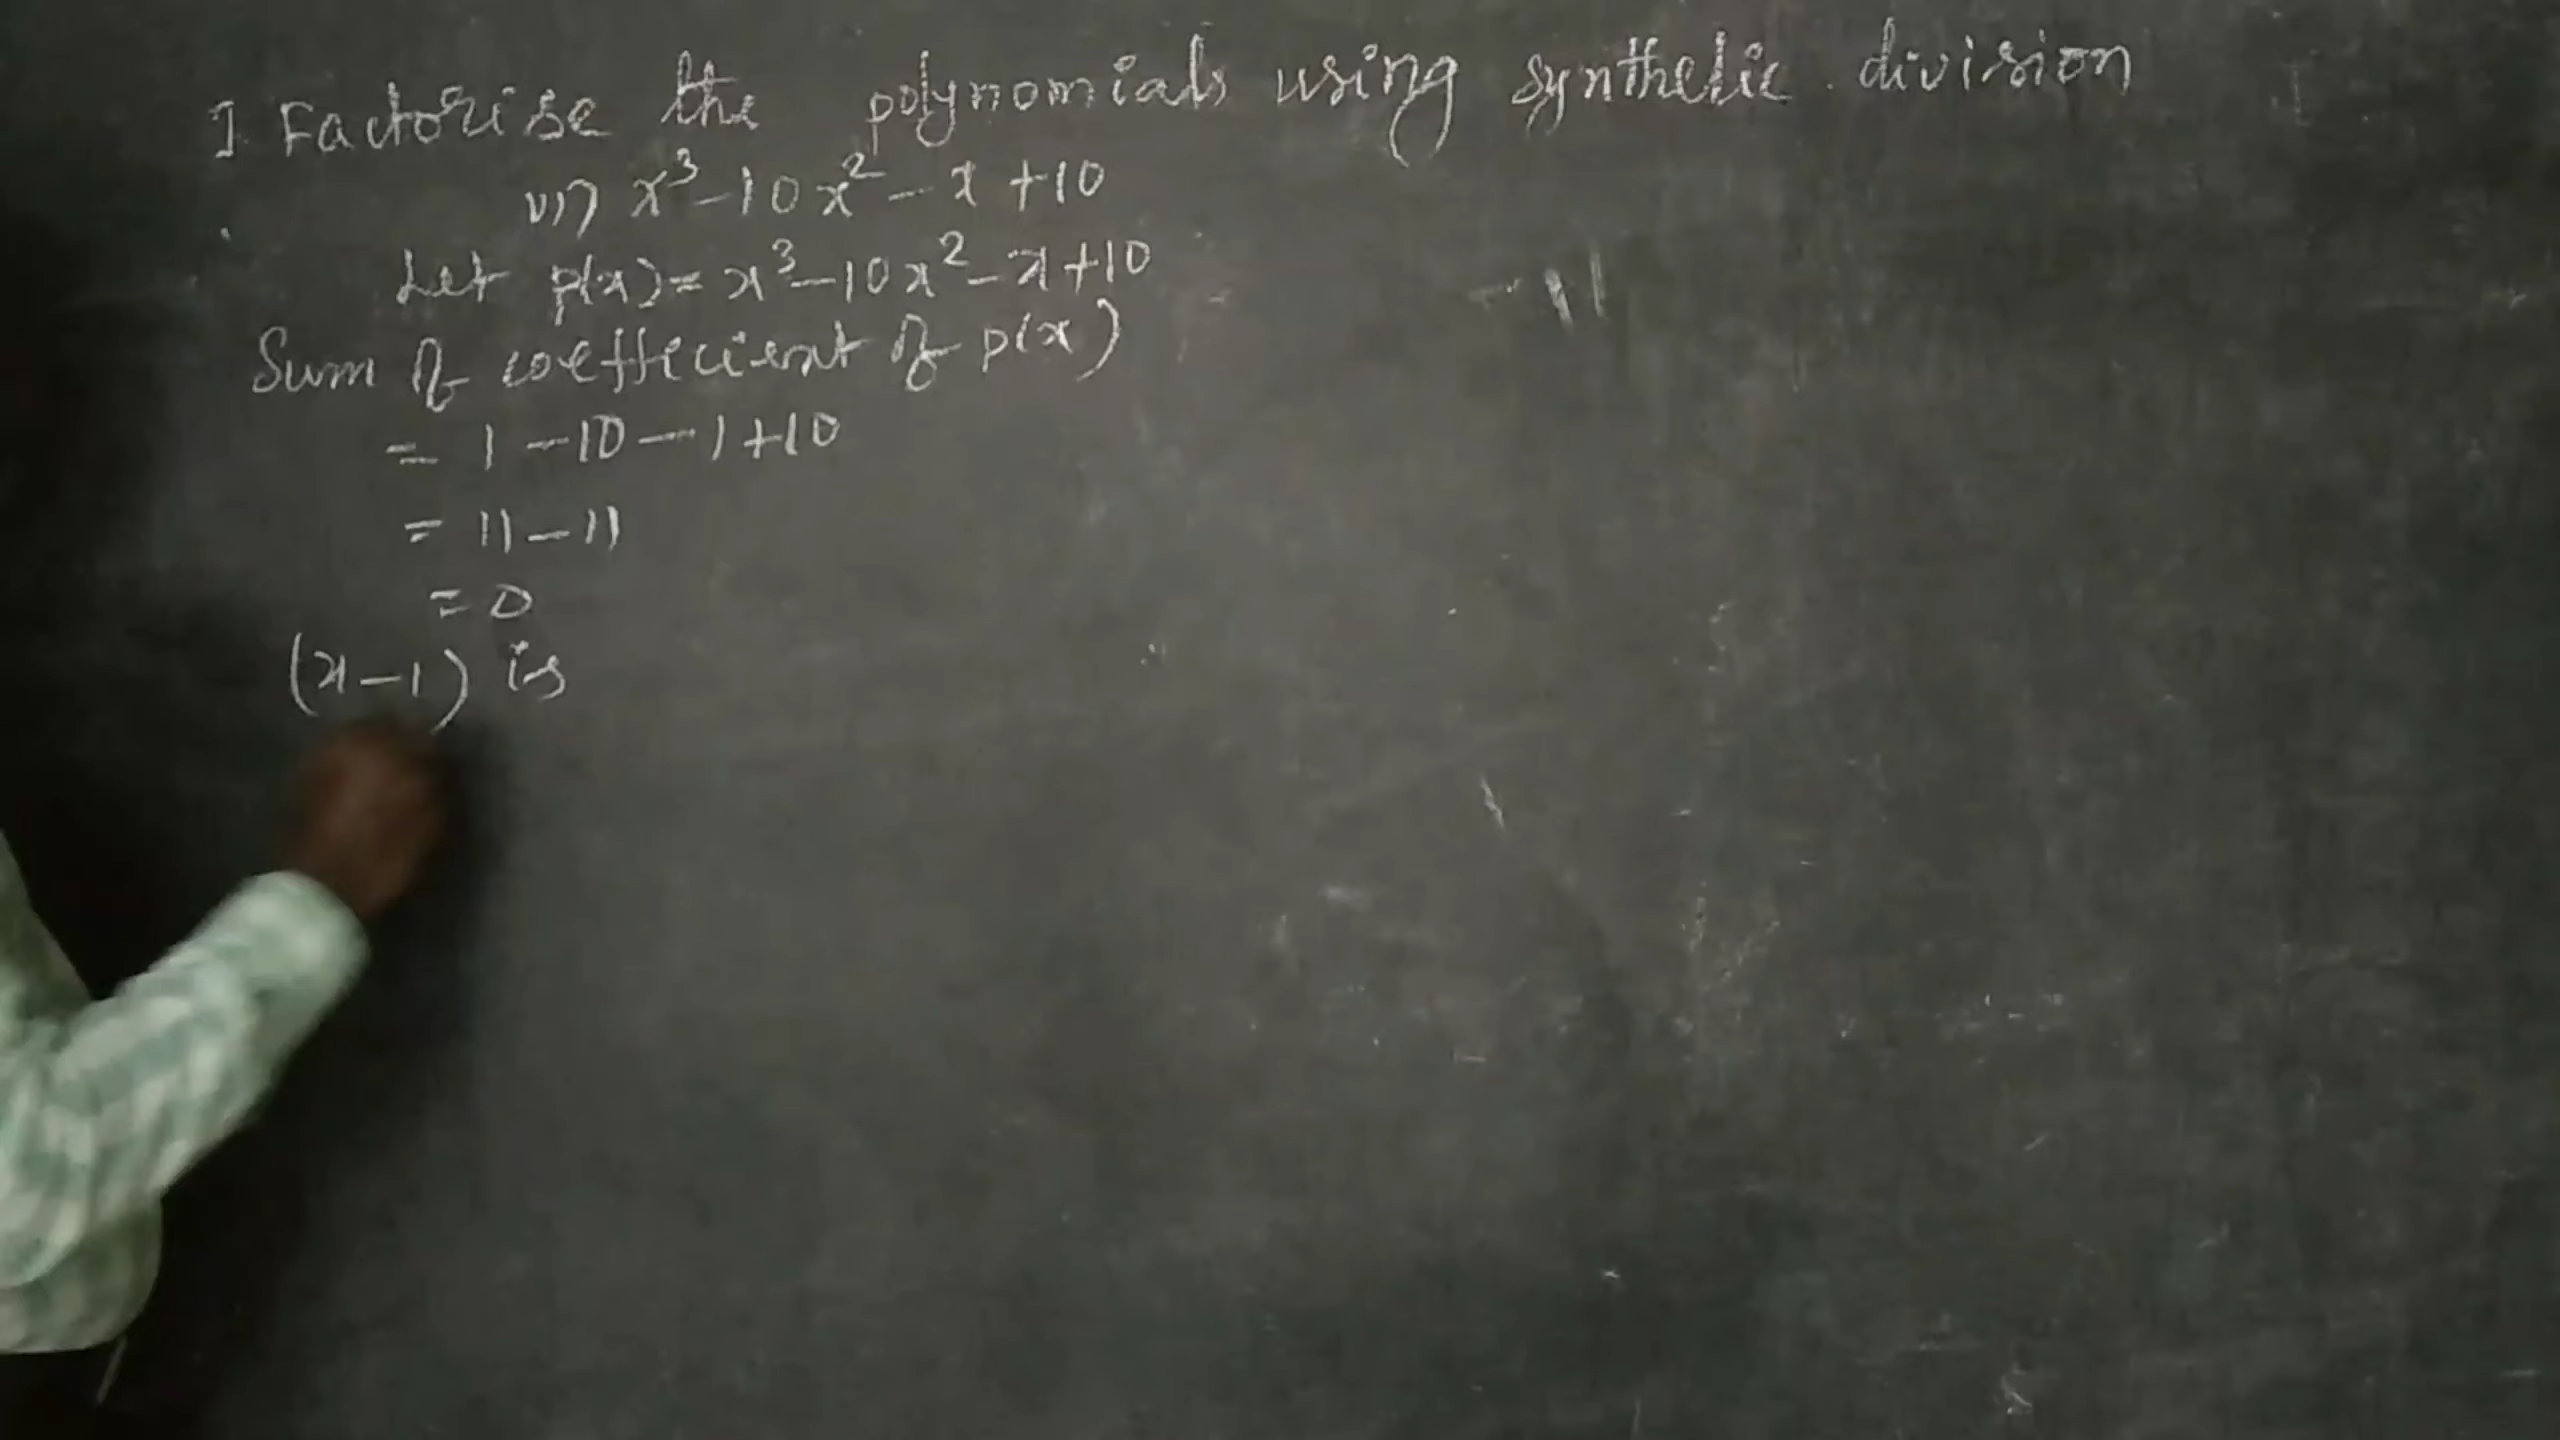 1 Factorise the polynomials using synthetic division
vi) x³-10x²-x+10
Let p(x)=x³-10x²-x+10
Sum of coefficient of p(x)
= 1-10-1+10
= 11-11
= 0
(x-1) is